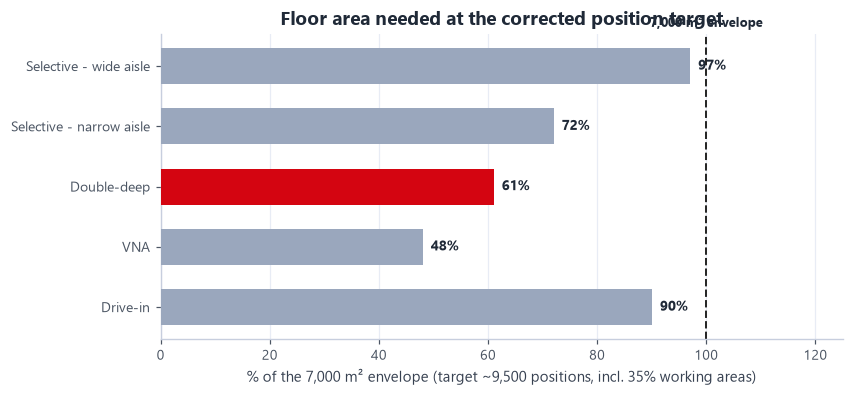 Floor area needed at the corrected position target
7,000 m² envelope
Selective - wide aisle
97%
Selective - narrow aisle
72%
Double-deep
61%
VNA
48%
Drive-in
90%
0 20 40 60 80 100 120
% of the 7,000 m² envelope (target ~9,500 positions, incl. 35% working areas)